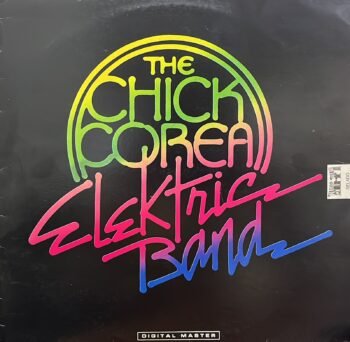 THE
CHICK
COREA
Elektric
Band
DIGITAL MASTER